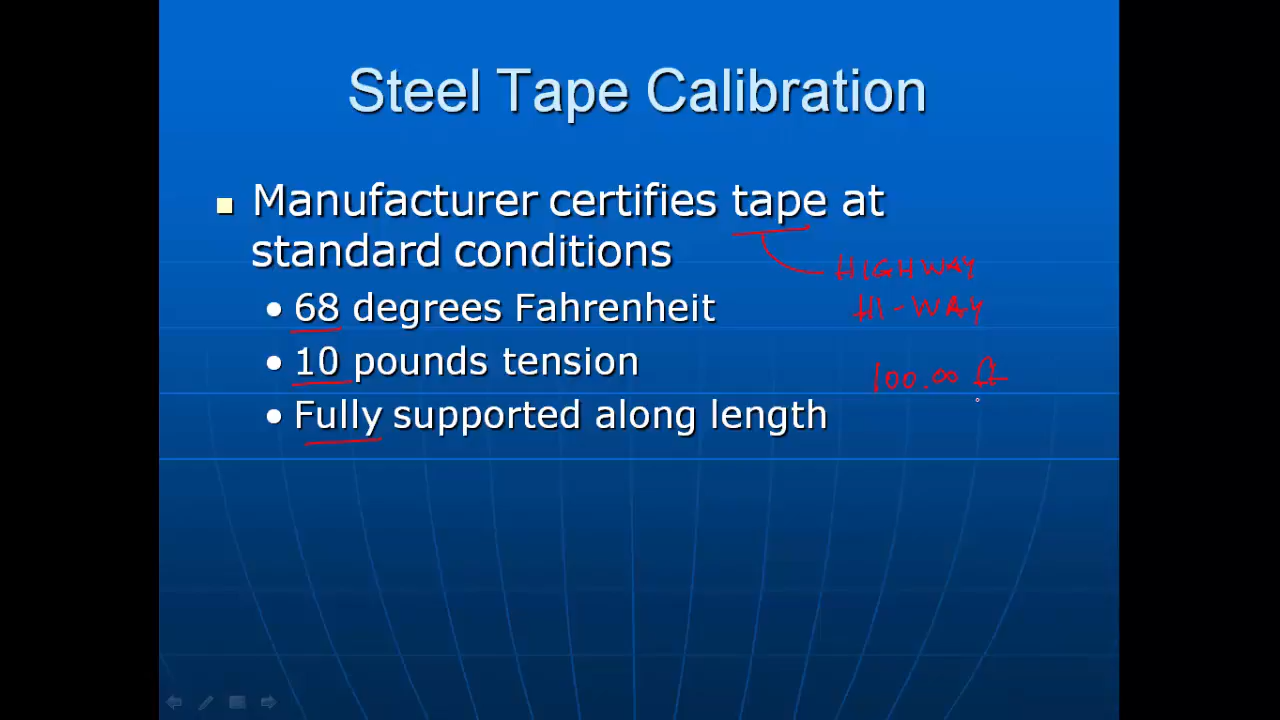 Steel Tape Calibration
Manufacturer certifies tape at
standard conditions
HIGHWAY
• 68 degrees Fahrenheit
HI-WAY
• 10 pounds tension
100.00 ft
• Fully supported along length